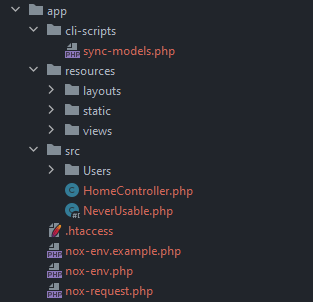 app
cli-scripts
sync-models.php
resources
layouts
static
views
src
Users
HomeController.php
NeverUsable.php
.htaccess
nox-env.example.php
nox-env.php
nox-request.php